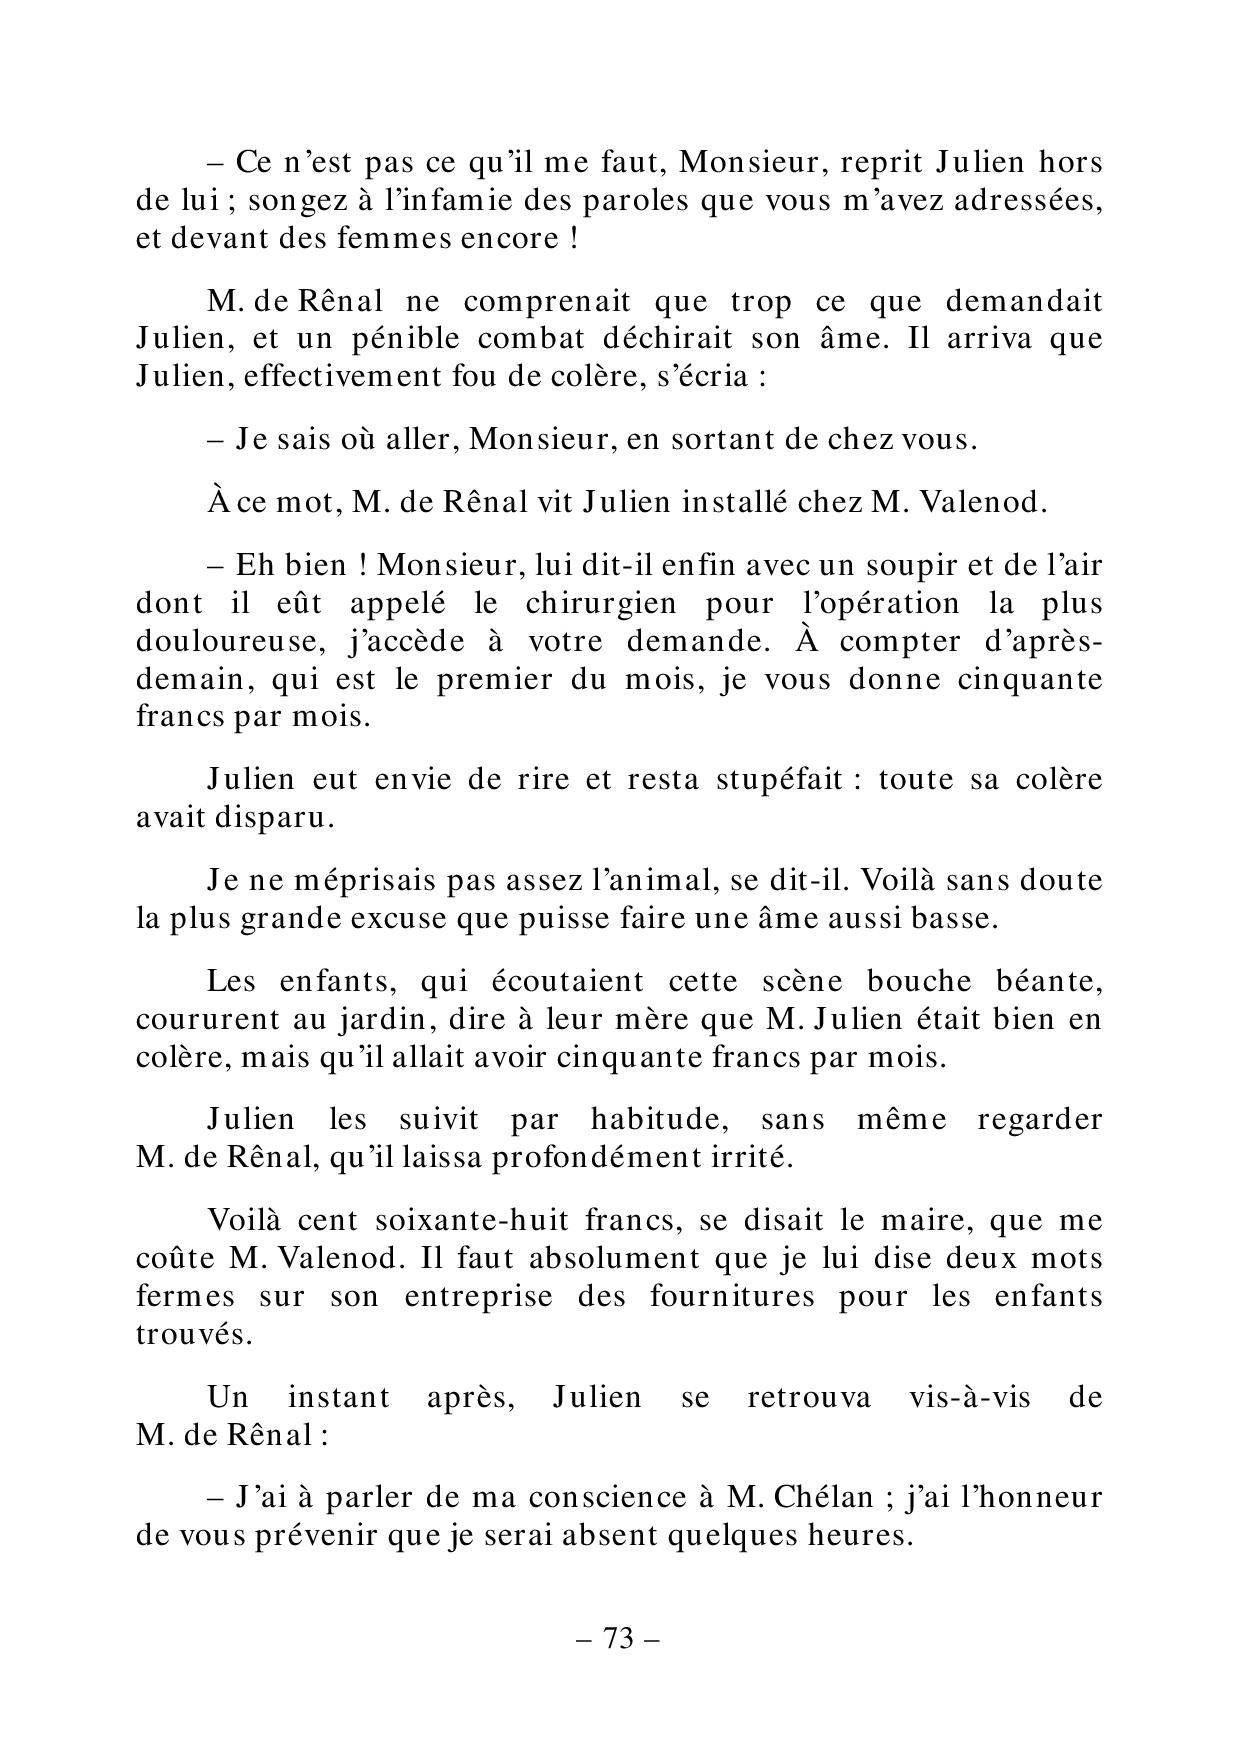 – Ce n’est pas ce qu’il me faut, Monsieur, reprit Julien hors
de lui ; songez à l’infamie des paroles que vous m’avez adressées,
et devant des femmes encore !
M. de Rênal ne comprenait que trop ce que demandait
Julien, et un pénible combat déchirait son âme. Il arriva que
Julien, effectivement fou de colère, s’écria :
– Je sais où aller, Monsieur, en sortant de chez vous.
À ce mot, M. de Rênal vit Julien installé chez M. Valenod.
– Eh bien ! Monsieur, lui dit-il enfin avec un soupir et de l’air
dont il eût appelé le chirurgien pour l’opération la plus
douloureuse, j’accède à votre demande. À compter d’après-
demain, qui est le premier du mois, je vous donne cinquante
francs par mois.
Julien eut envie de rire et resta stupéfait : toute sa colère
avait disparu.
Je ne méprisais pas assez l’animal, se dit-il. Voilà sans doute
la plus grande excuse que puisse faire une âme aussi basse.
Les enfants, qui écoutaient cette scène bouche béante,
coururent au jardin, dire à leur mère que M. Julien était bien en
colère, mais qu’il allait avoir cinquante francs par mois.
Julien les suivit par habitude, sans même regarder
M. de Rênal, qu’il laissa profondément irrité.
Voilà cent soixante-huit francs, se disait le maire, que me
coûte M. Valenod. Il faut absolument que je lui dise deux mots
fermes sur son entreprise des fournitures pour les enfants
trouvés.
Un instant après, Julien se retrouva vis-à-vis de
M. de Rênal :
– J’ai à parler de ma conscience à M. Chélan ; j’ai l’honneur
de vous prévenir que je serai absent quelques heures.
– 73 –